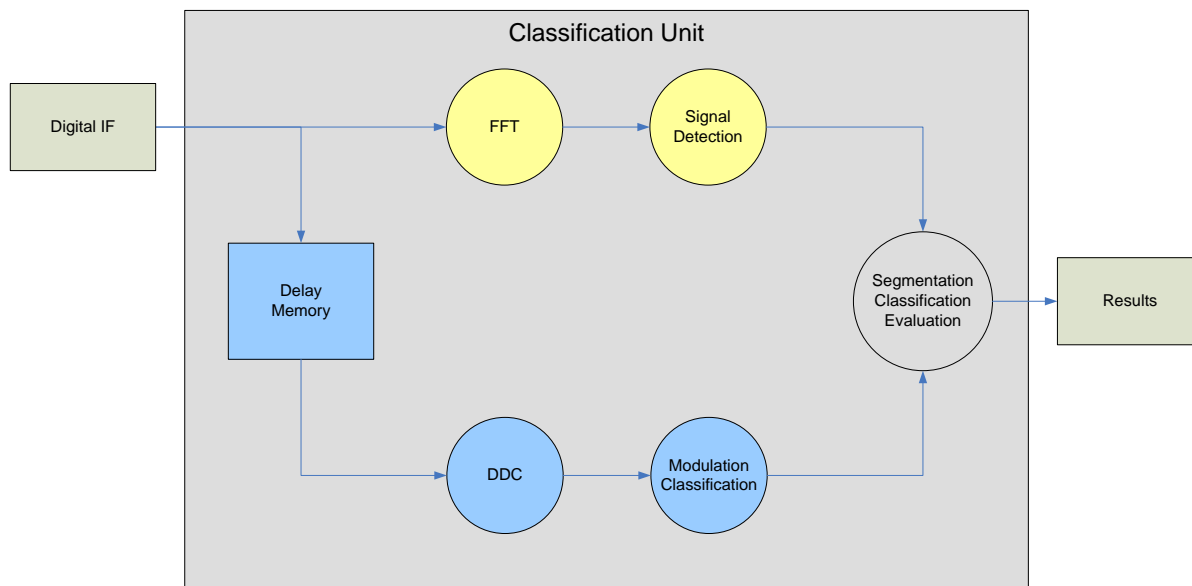 Classification Unit
Digital IF
FFT
Signal
Detection
Delay
Memory
Segmentation
Classification
Evaluation
Results
DDC
Modulation
Classification